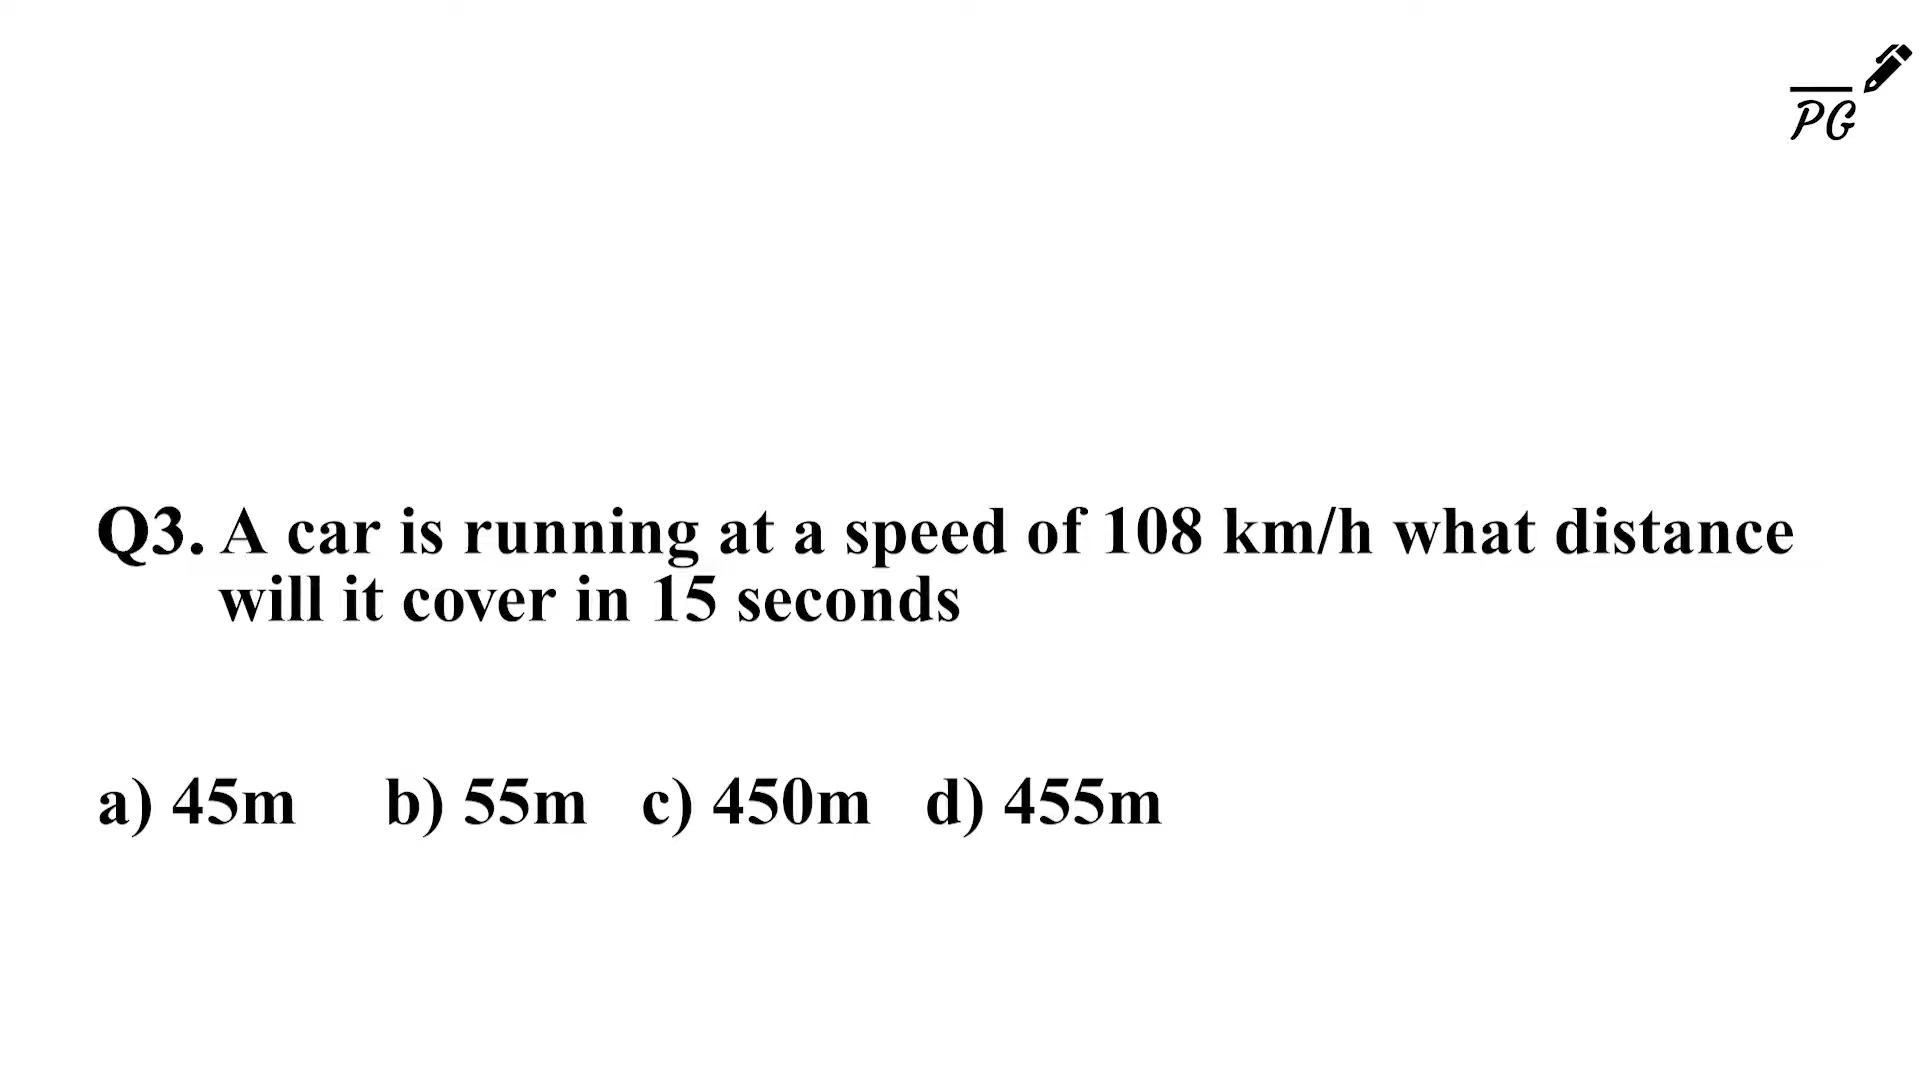 PG
Q3. A car is running at a speed of 108 km/h what distance
will it cover in 15 seconds
a) 45m b) 55m c) 450m d) 455m